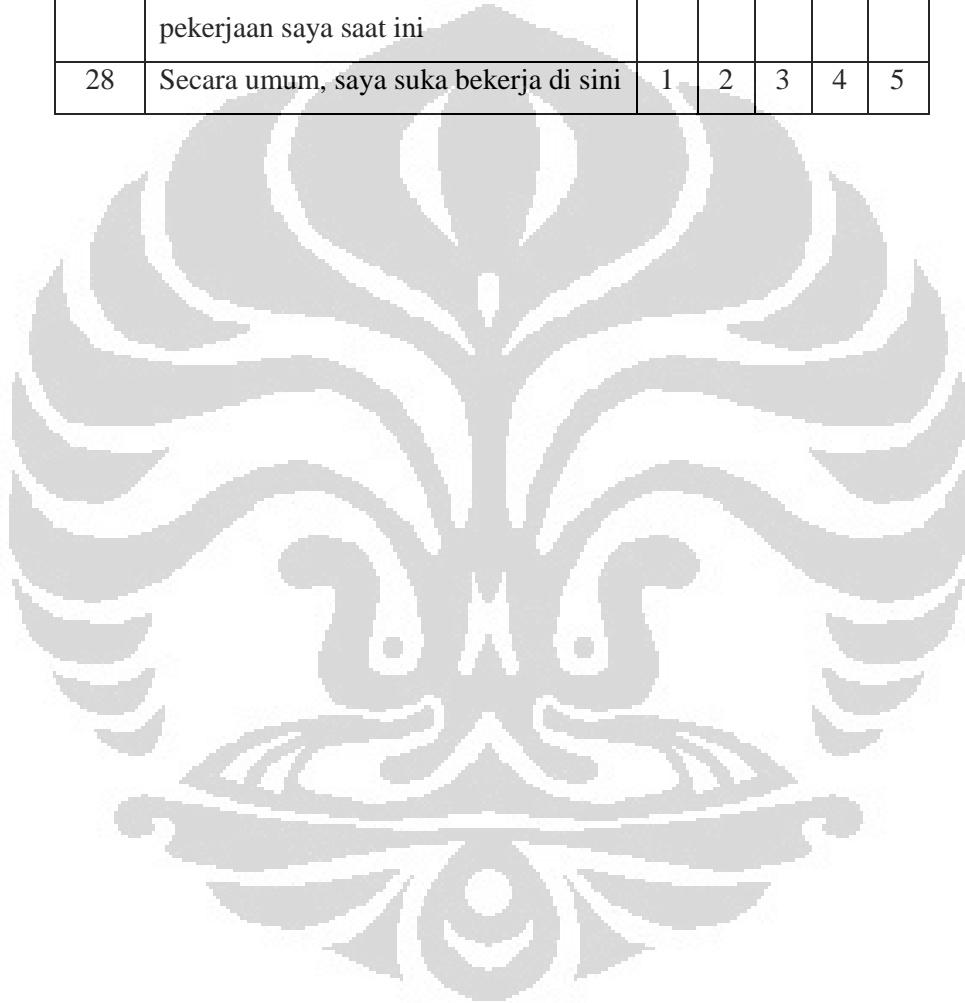 pekerjaan saya saat ini
28 Secara umum, saya suka bekerja di sini 1 2 3 4 5